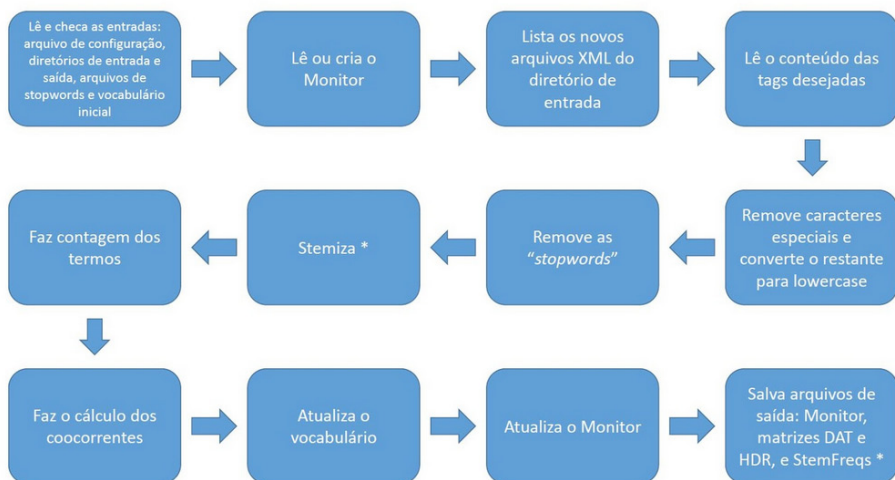 Lê e checa as entradas:
arquivo de configuração,
diretórios de entrada e
saída, arquivos de
stopwords e vocabulário
inicial
Lê ou cria o
Monitor
Lista os novos
arquivos XML do
diretório de
entrada
Lê o conteúdo das
tags desejadas
Remove caracteres
especiais e
converte o restante
para lowercase
Remove as
“stopwords”
Stemiza *
Faz contagem dos
termos
Faz o cálculo dos
coocorrentes
Atualiza o
vocabulário
Atualiza o Monitor
Salva arquivos de
saída: Monitor,
matrizes DAT e
HDR, e StemFreqs *